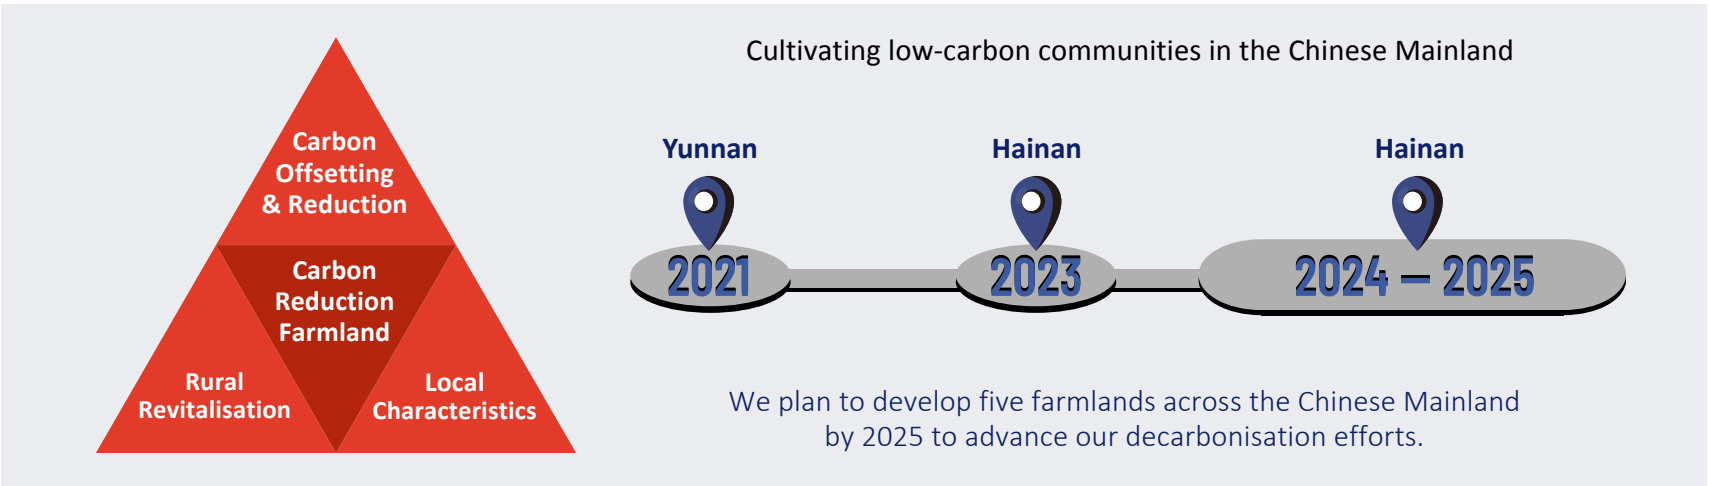 Carbon
Offsetting
& Reduction
Carbon
Reduction
Farmland
Rural
Revitalisation
Local
Characteristics
Cultivating low-carbon communities in the Chinese Mainland
Yunnan
Hainan
Hainan
2021
2023
2024 – 2025
We plan to develop five farmlands across the Chinese Mainland
by 2025 to advance our decarbonisation efforts.